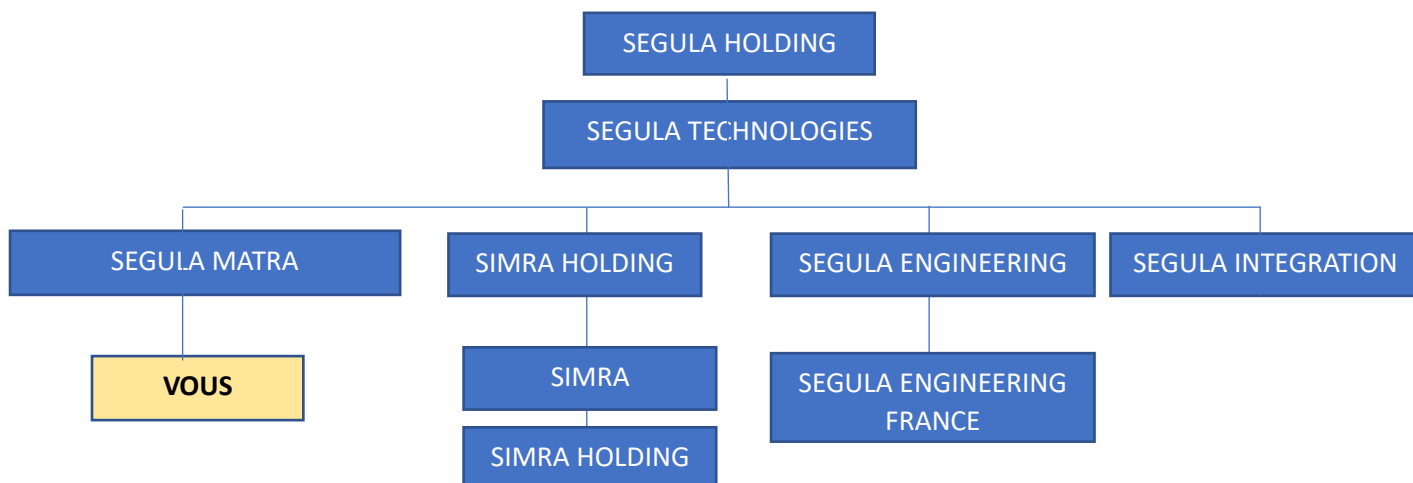 SEGULA HOLDING
SEGULA TECHNOLOGIES
SEGULA MATRA
SIMRA HOLDING
SEGULA ENGINEERING
SEGULA INTEGRATION
VOUS
SIMRA
SEGULA ENGINEERING
FRANCE
SIMRA HOLDING